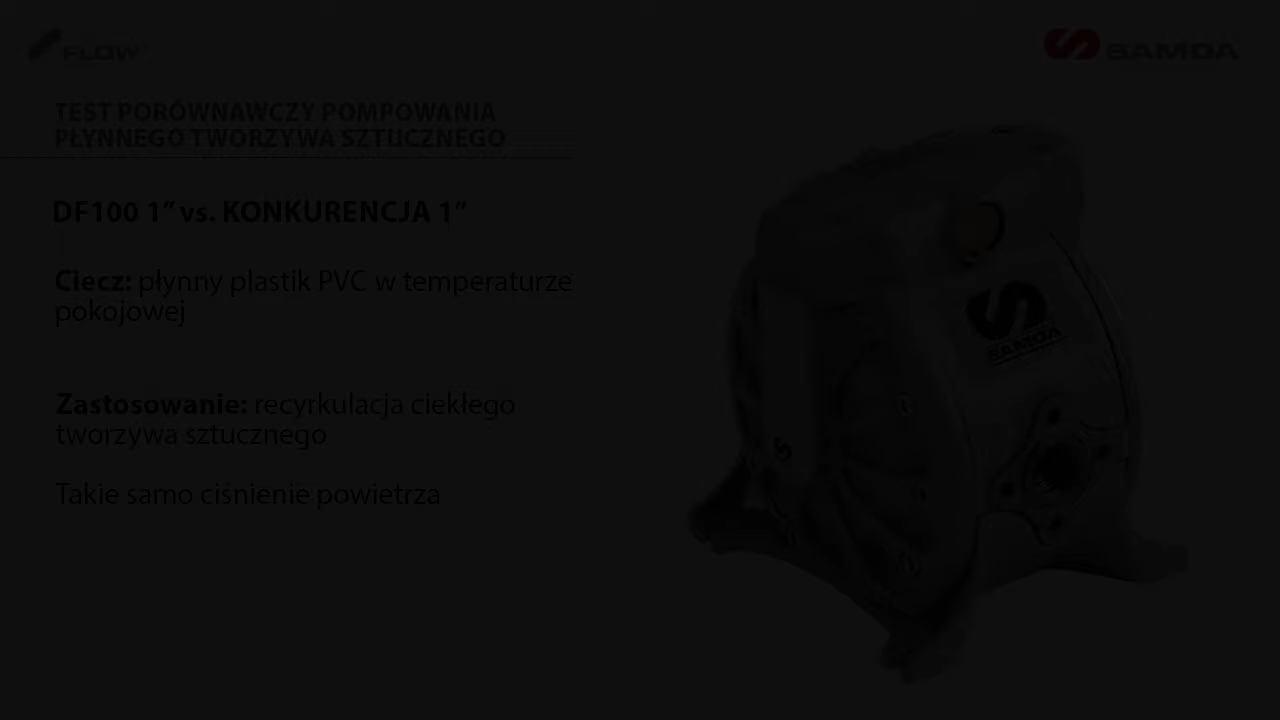 FLOW
SAMOA
TEST PORÓWNAWCZY POMPOWANIA
PŁYNNEGO TWORZYWA SZTUCZNEGO
DF100 1” vs. KONKURENCJA 1”
Ciecz: płynny plastik PVC w temperaturze
pokojowej
Zastosowanie: recyrkulacja ciekłego
tworzywa sztucznego
Takie samo ciśnienie powietrza
SAMOA